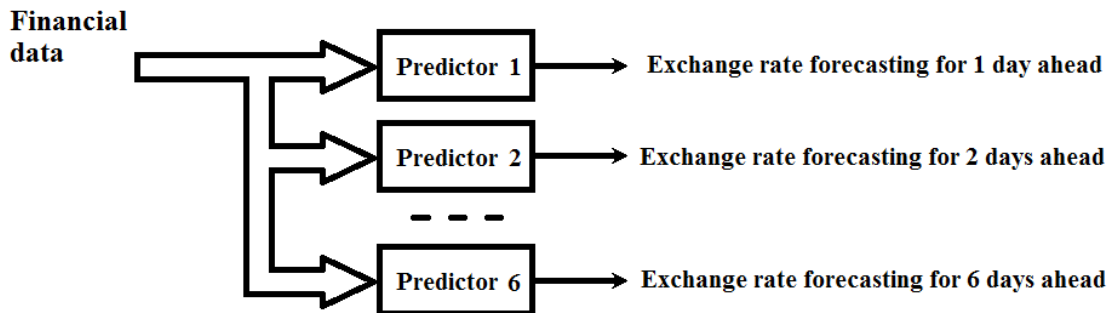 Financial
data
Predictor 1
Exchange rate forecasting for 1 day ahead
Predictor 2
Exchange rate forecasting for 2 days ahead
Predictor 6
Exchange rate forecasting for 6 days ahead